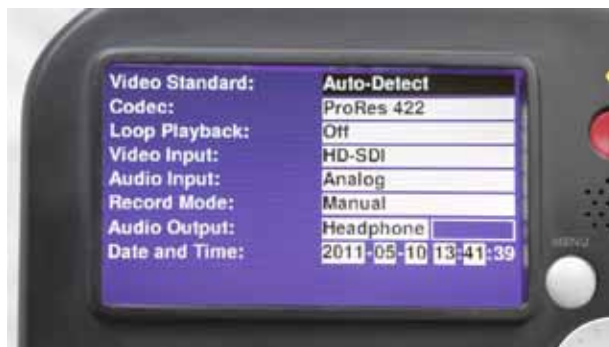 Video Standard: Auto-Detect
Codec: ProRes 422
Loop Playback: Off
Video Input: HD-SDI
Audio Input: Analog
Record Mode: Manual
Audio Output: Headphone
Date and Time: 2011-05-10 13:41:39
MENU